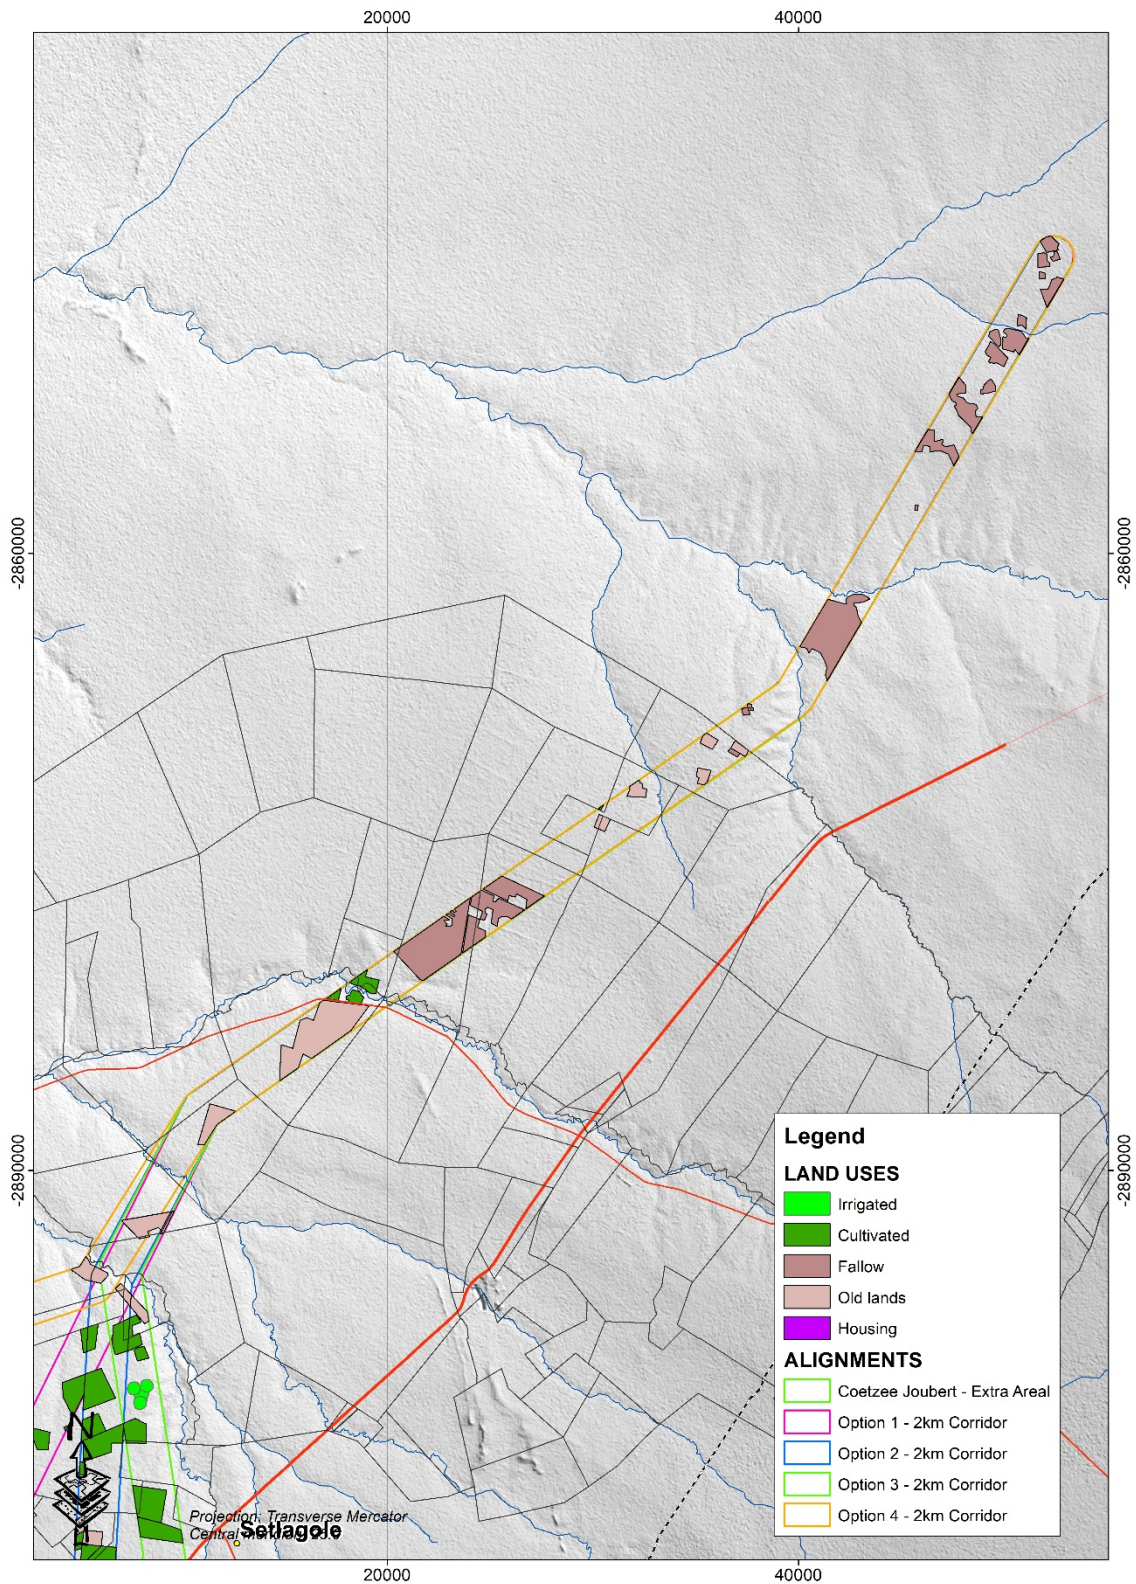 20000
40000
-2860000
-2860000
-2890000
-2890000
Legend
LAND USES
Irrigated
Cultivated
Fallow
Old lands
Housing
ALIGNMENTS
Coetzee Joubert - Extra Areal
Option 1 - 2km Corridor
Option 2 - 2km Corridor
Option 3 - 2km Corridor
Option 4 - 2km Corridor
N
Projection: Transverse Mercator
Central
Setlagole
20000
40000